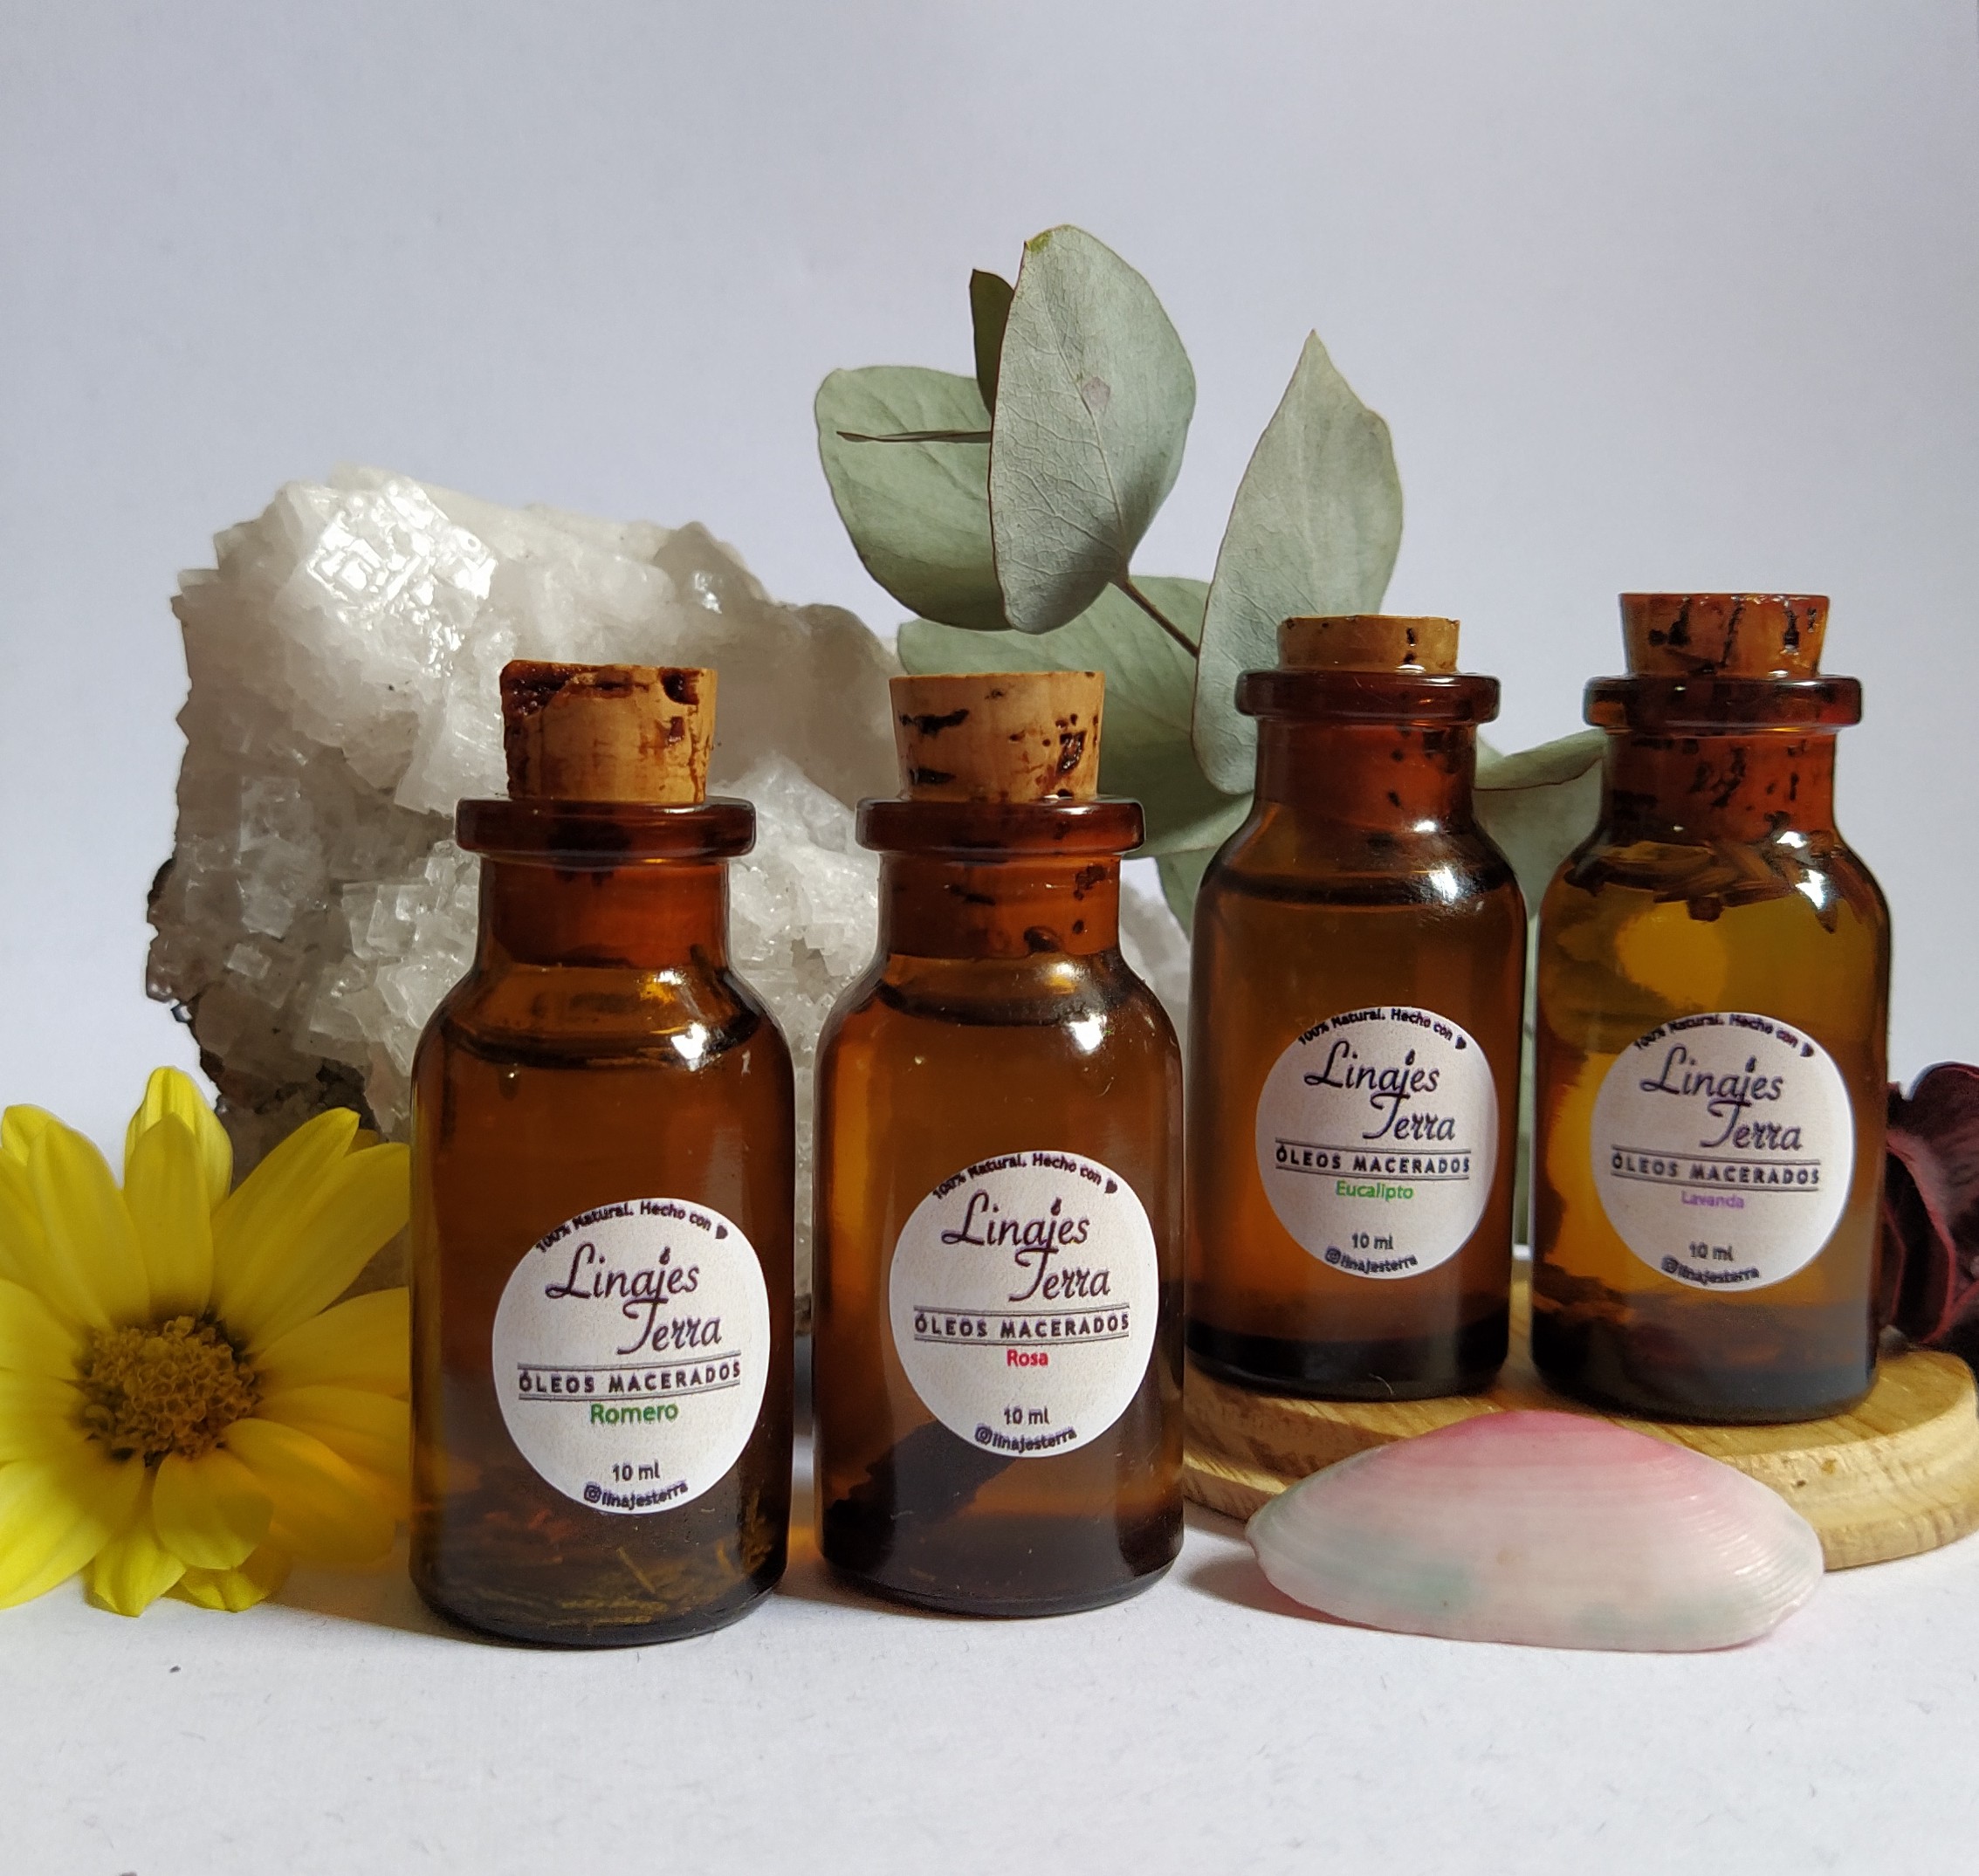 100% Natural. Hecho con
Linajes
Terra
ÓLEOS MACERADOS
Romero
10 ml
@linajesterra
100% Natural. Hecho con
Linajes
Terra
ÓLEOS MACERADOS
Rosa
10 ml
@linajesterra
100% Natural. Hecho con
Linajes
Terra
ÓLEOS MACERADOS
Eucalipto
10 ml
@linajesterra
100% Natural. Hecho con
Linajes
Terra
ÓLEOS MACERADOS
Lavanda
10 ml
@linajesterra